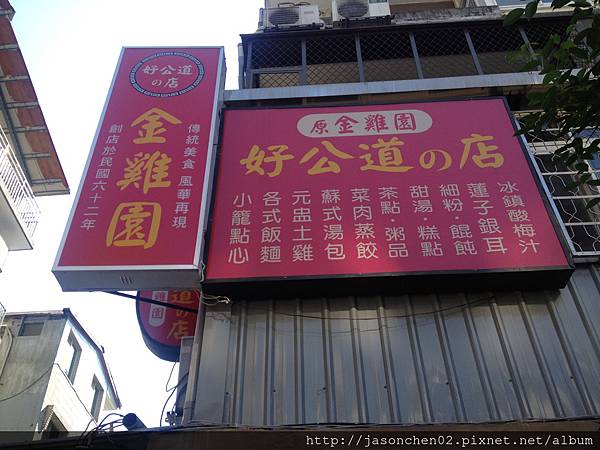 好公道
の店
金雞園
傳統美食 風華再現
創店於民國六十二年
原金雞園
好公道の店
冰鎮酸梅汁
蓮子銀耳
細粉·餛飩
甜湯·糕點
茶點·粥品
菜肉蒸餃
蘇式湯包
元盅土雞
各式飯麵
小籠點心
雞園
の店
http://jasonchen02.pixnet.net/album